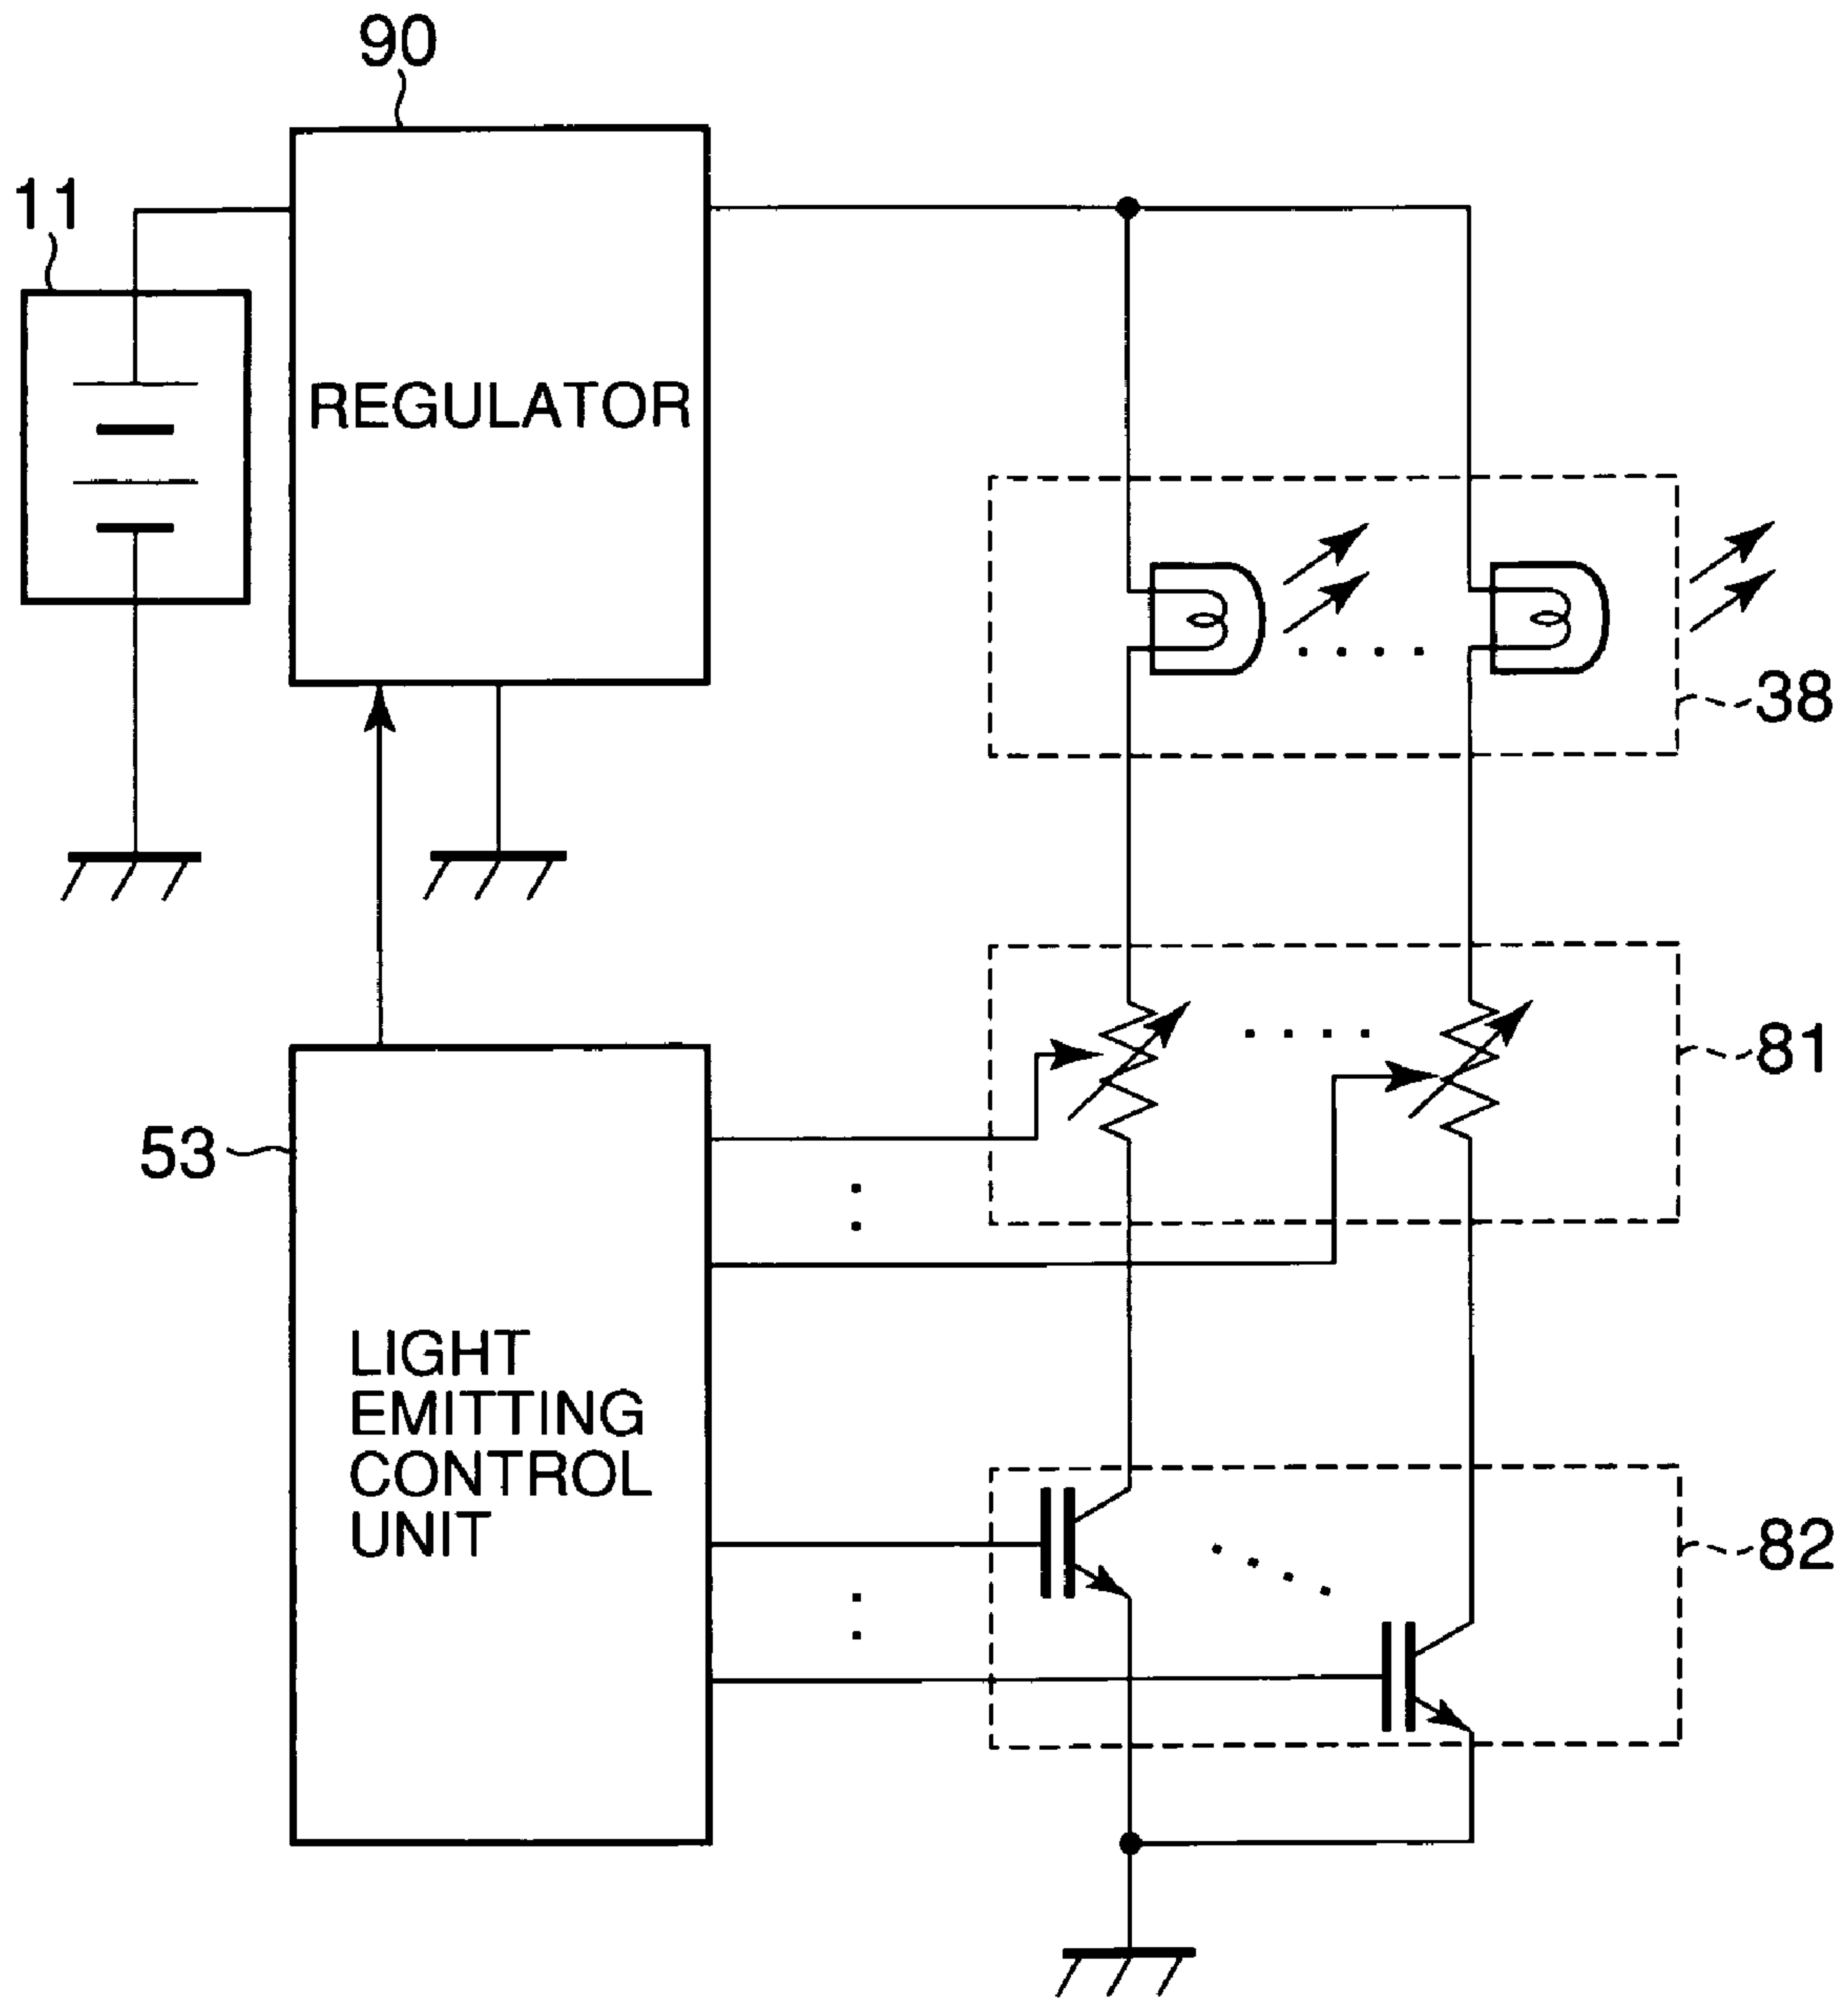 90
11
REGULATOR
38
81
53
LIGHT
EMITTING
CONTROL
UNIT
82